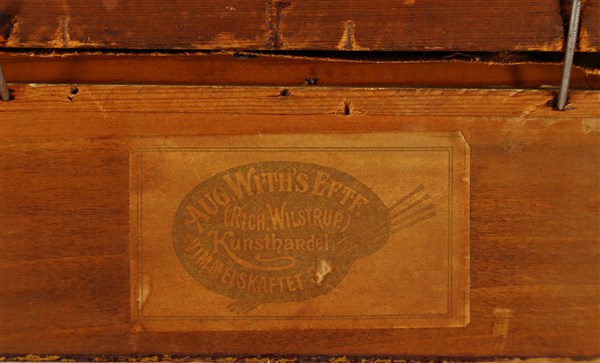 AUG. WITH'S EFTF.
(RICH. WILSTRUP.)
Kunsthandel.
VIMMELSKAFTET